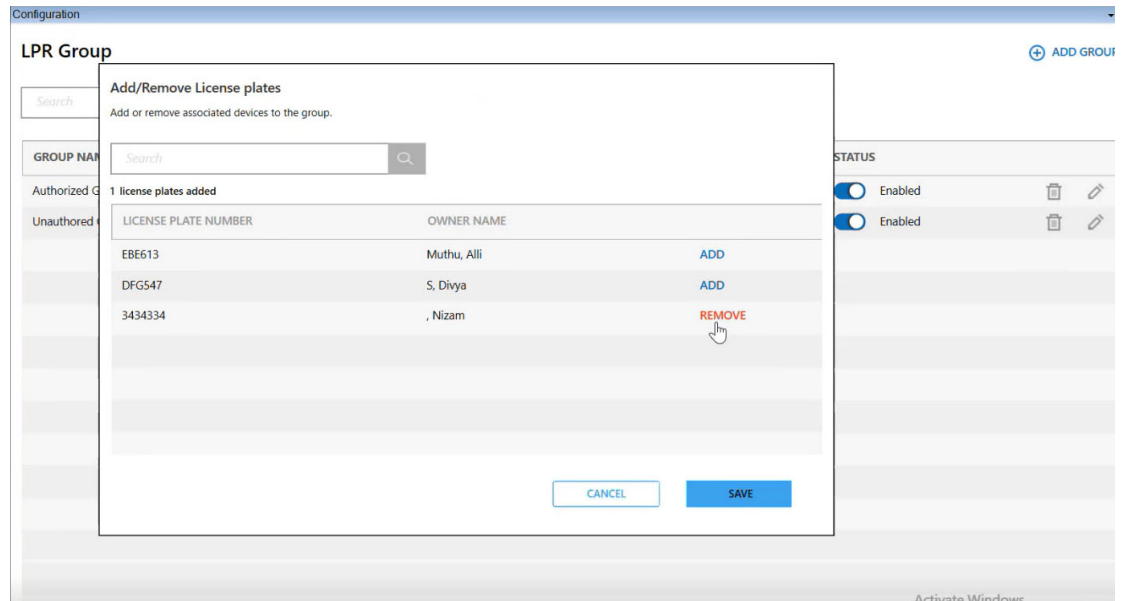 Configuration
LPR Group
ADD GROUP
Add/Remove License plates
Search
Add or remove associated devices to the group.
Search
GROUP NAM
STATUS
1 license plates added
Authorized G
Enabled
LICENSE PLATE NUMBER OWNER NAME
Unauthored
Enabled
EBE613 Muthu, Alli ADD
DFG547 S, Divya ADD
3434334 , Nizam REMOVE
CANCEL SAVE
Activate Windows